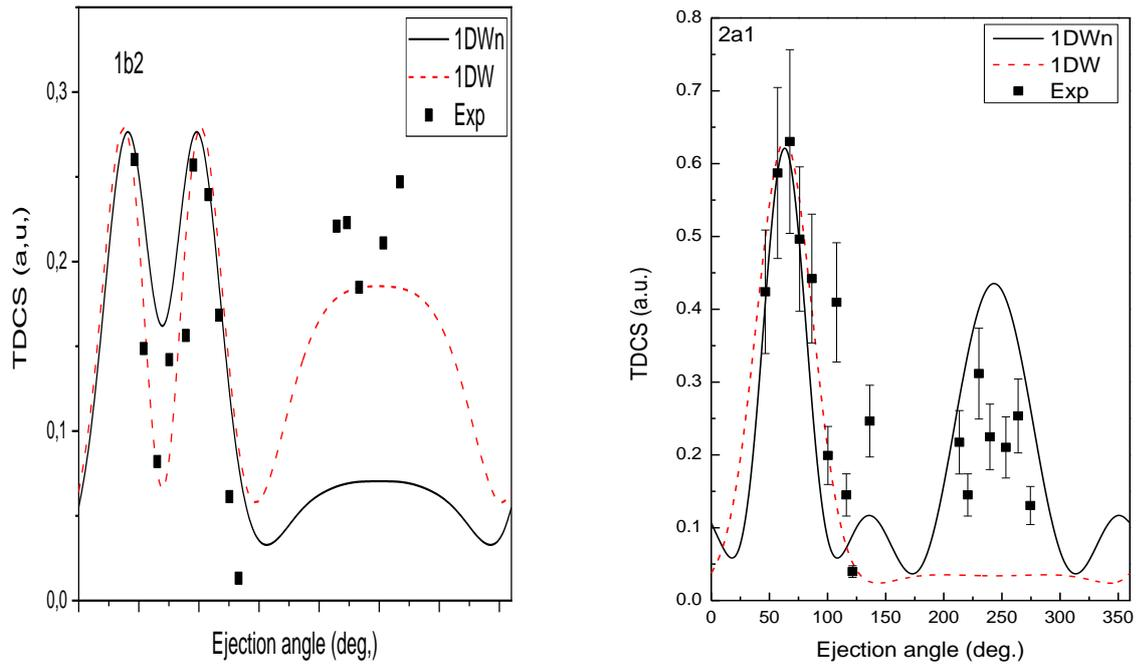 1b2
1DWn
1DW
Exp
0,3
0,2
0,1
0,0
TDCS (a,u,)
Ejection angle (deg,)
2a1
1DWn
1DW
Exp
0.8
0.7
0.6
0.5
0.4
0.3
0.2
0.1
0.0
TDCS (a.u.)
0 50 100 150 200 250 300 350
Ejection angle (deg.)